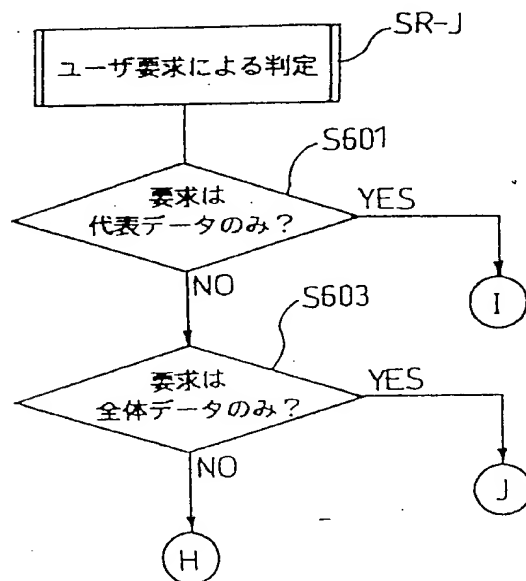 SR-J
ユーザ要求による判定
S601
要求は
代表データのみ？
YES
I
NO
S603
要求は
全体データのみ？
YES
J
NO
H